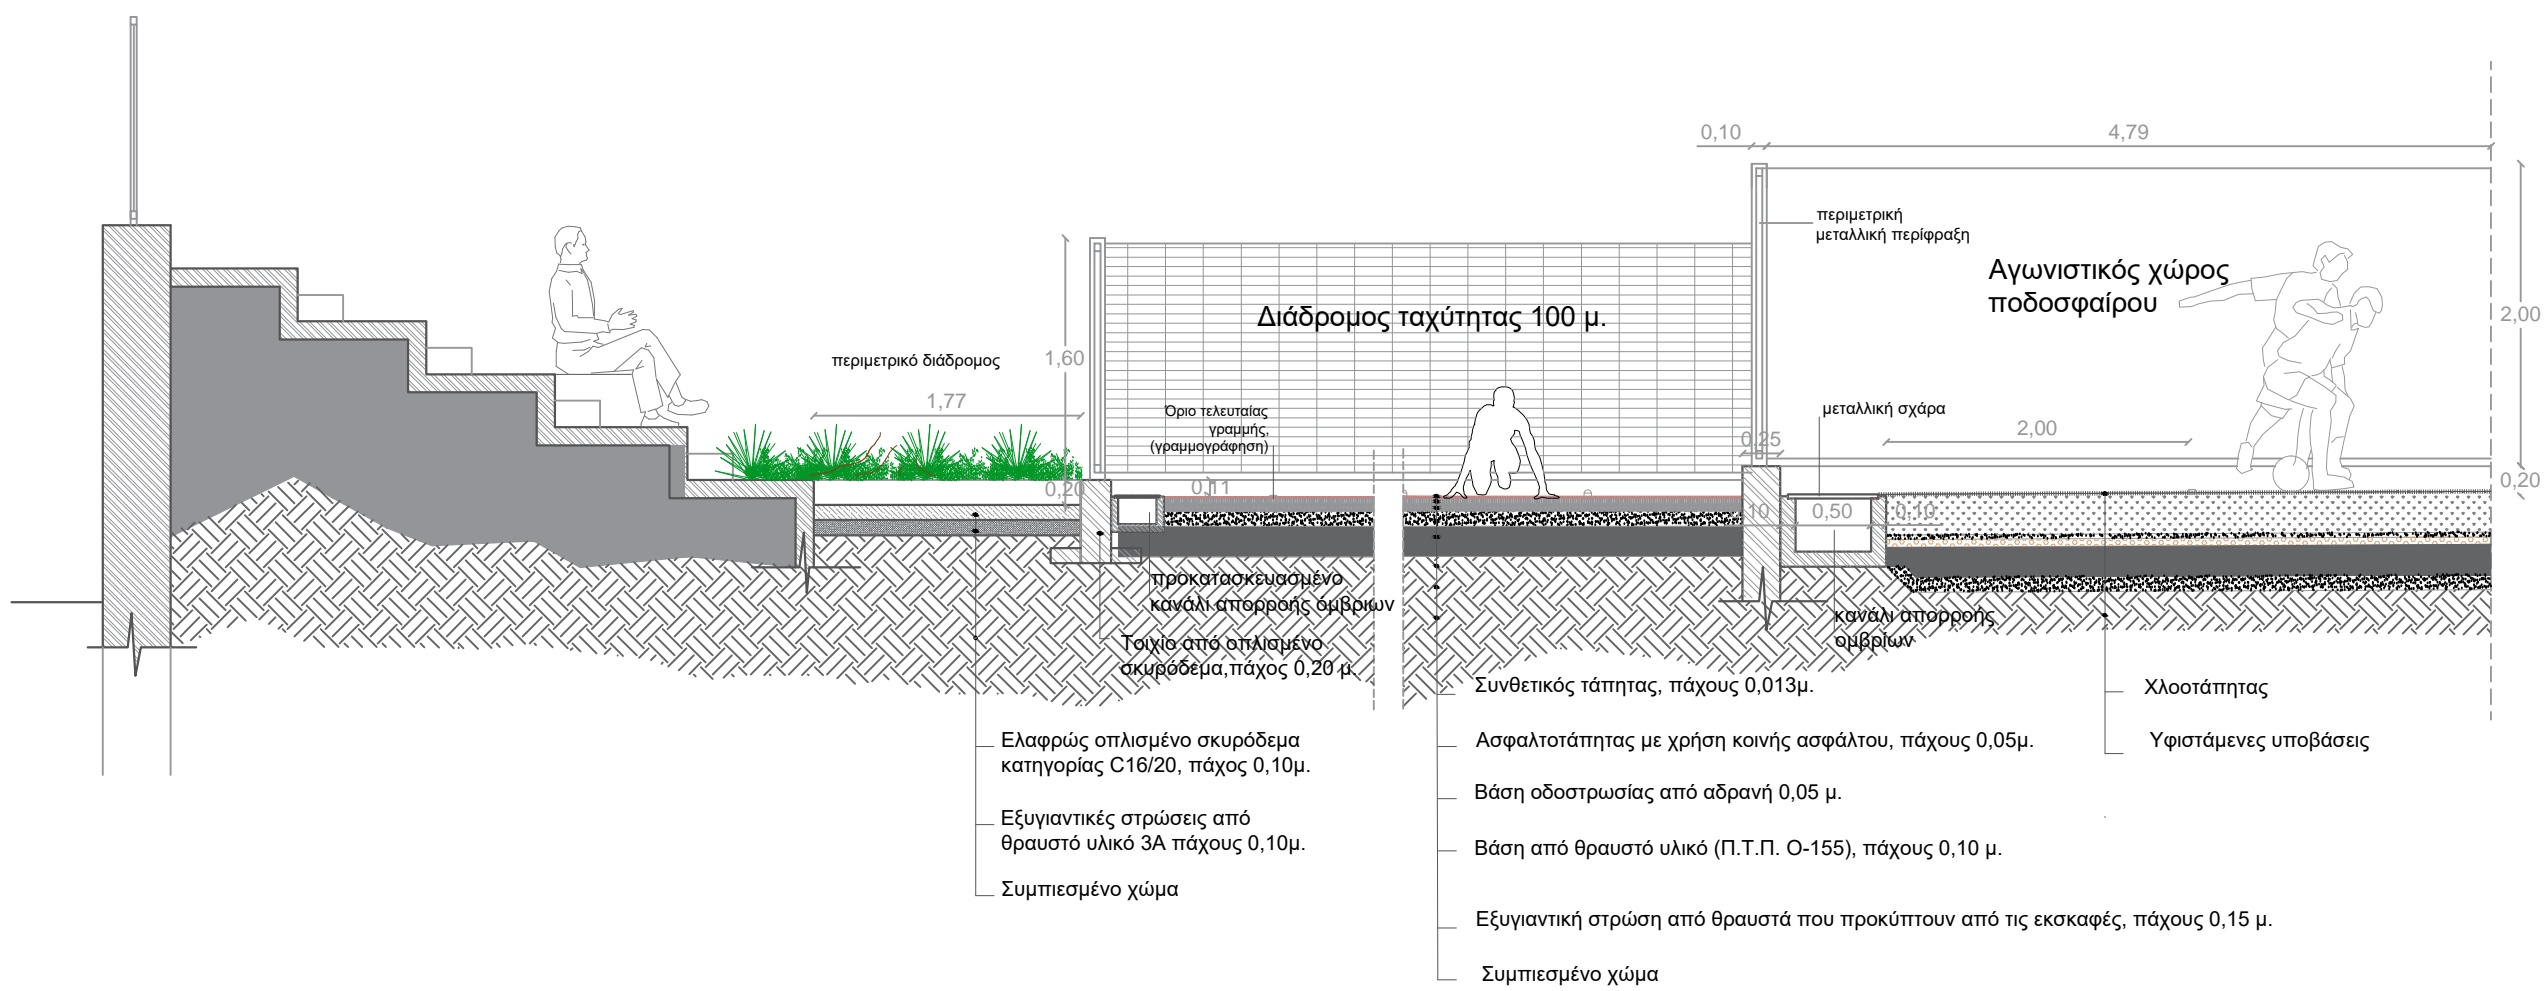 0,10
4,79
περιμετρική
μεταλλική περίφραξη
Αγωνιστικός χώρος
ποδοσφαίρου
2,00
Διάδρομος ταχύτητας 100 μ.
1,60
περιμετρικό διάδρομος
1,77
Όριο τελευταίας
γραμμής,
(γραμμογράφηση)
μεταλλική σχάρα
0,25
2,00
0,20
0,11
0,20
10
0,50
0,10
προκατασκευασμένο
κανάλι απορροής όμβριων
Τοιχίο από οπλισμένο
σκυρόδεμα,πάχος 0,20 μ.
κανάλι απορροής
ομβρίων
Συνθετικός τάπητας, πάχους 0,013μ.
Ασφαλτοτάπητας με χρήση κοινής ασφάλτου, πάχους 0,05μ.
Βάση οδοστρωσίας από αδρανή 0,05 μ.
Βάση από θραυστό υλικό (Π.Τ.Π. Ο-155), πάχους 0,10 μ.
Εξυγιαντική στρώση από θραυστά που προκύπτουν από τις εκσκαφές, πάχους 0,15 μ.
Συμπιεσμένο χώμα
Ελαφρώς οπλισμένο σκυρόδεμα
κατηγορίας C16/20, πάχος 0,10μ.
Εξυγιαντικές στρώσεις από
θραυστό υλικό 3Α πάχους 0,10μ.
Συμπιεσμένο χώμα
Χλοοτάπητας
Υφιστάμενες υποβάσεις